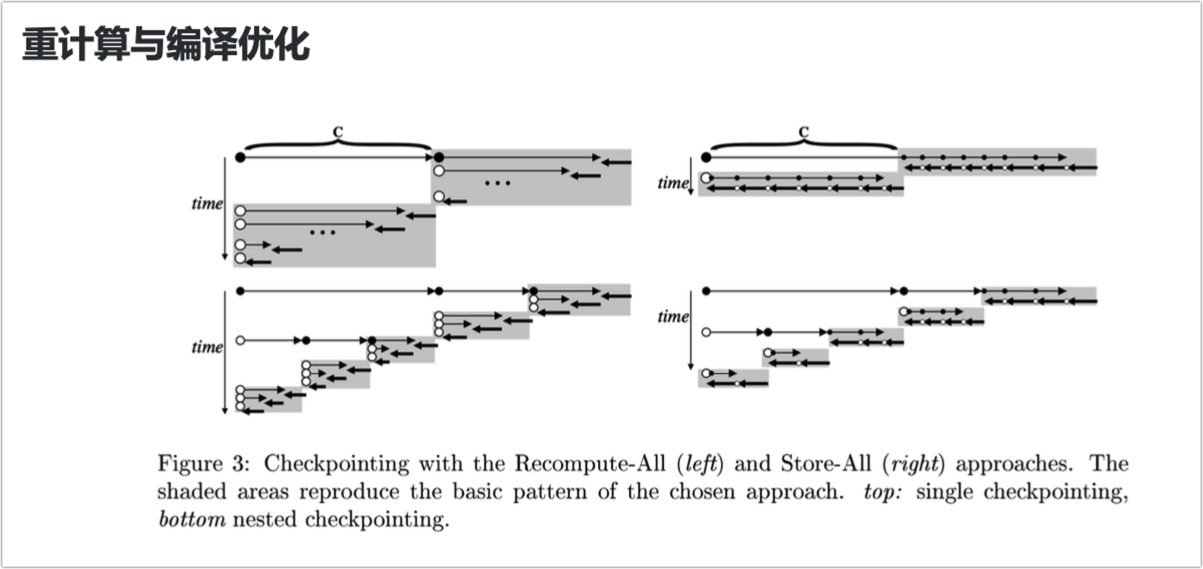 重计算与编译优化
C
C
time
time
time
time
Figure 3: Checkpointing with the Recompute-All (left) and Store-All (right) approaches. The
shaded areas reproduce the basic pattern of the chosen approach. top: single checkpointing,
bottom nested checkpointing.